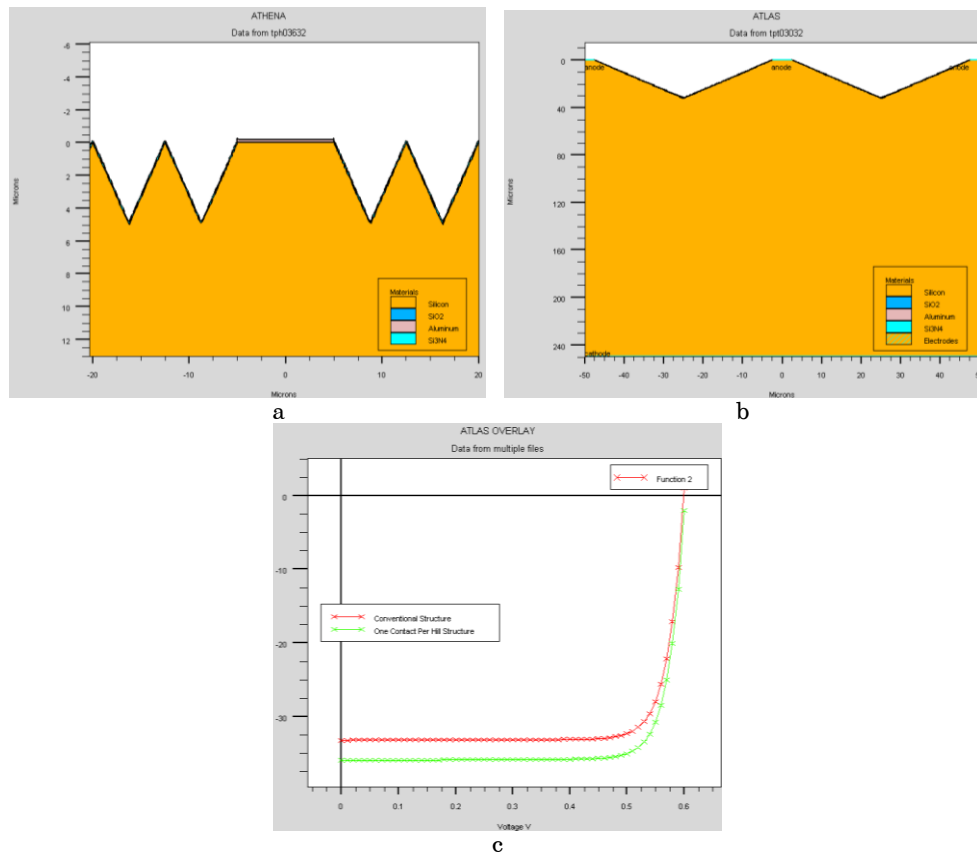 ATHENA
Data from tph03632
-6
-4
-2
0
2
4
6
8
10
12
Microns
Materials
Silicon
SiO2
Aluminum
Si3N4
-20 -10 0 10 20
Microns
a
ATLAS
Data from tpt03032
0
40
80
120
160
200
240
Microns
anode anode anode
cathode
Materials
Silicon
SiO2
Aluminum
Si3N4
Electrodes
-50 -40 -30 -20 -10 0 10 20 30 40
Microns
b
ATLAS OVERLAY
Data from multiple files
Function 2
0
-10
-20
-30
Conventional Structure
One Contact Per Hill Structure
0 0.1 0.2 0.3 0.4 0.5 0.6
Voltage V
c